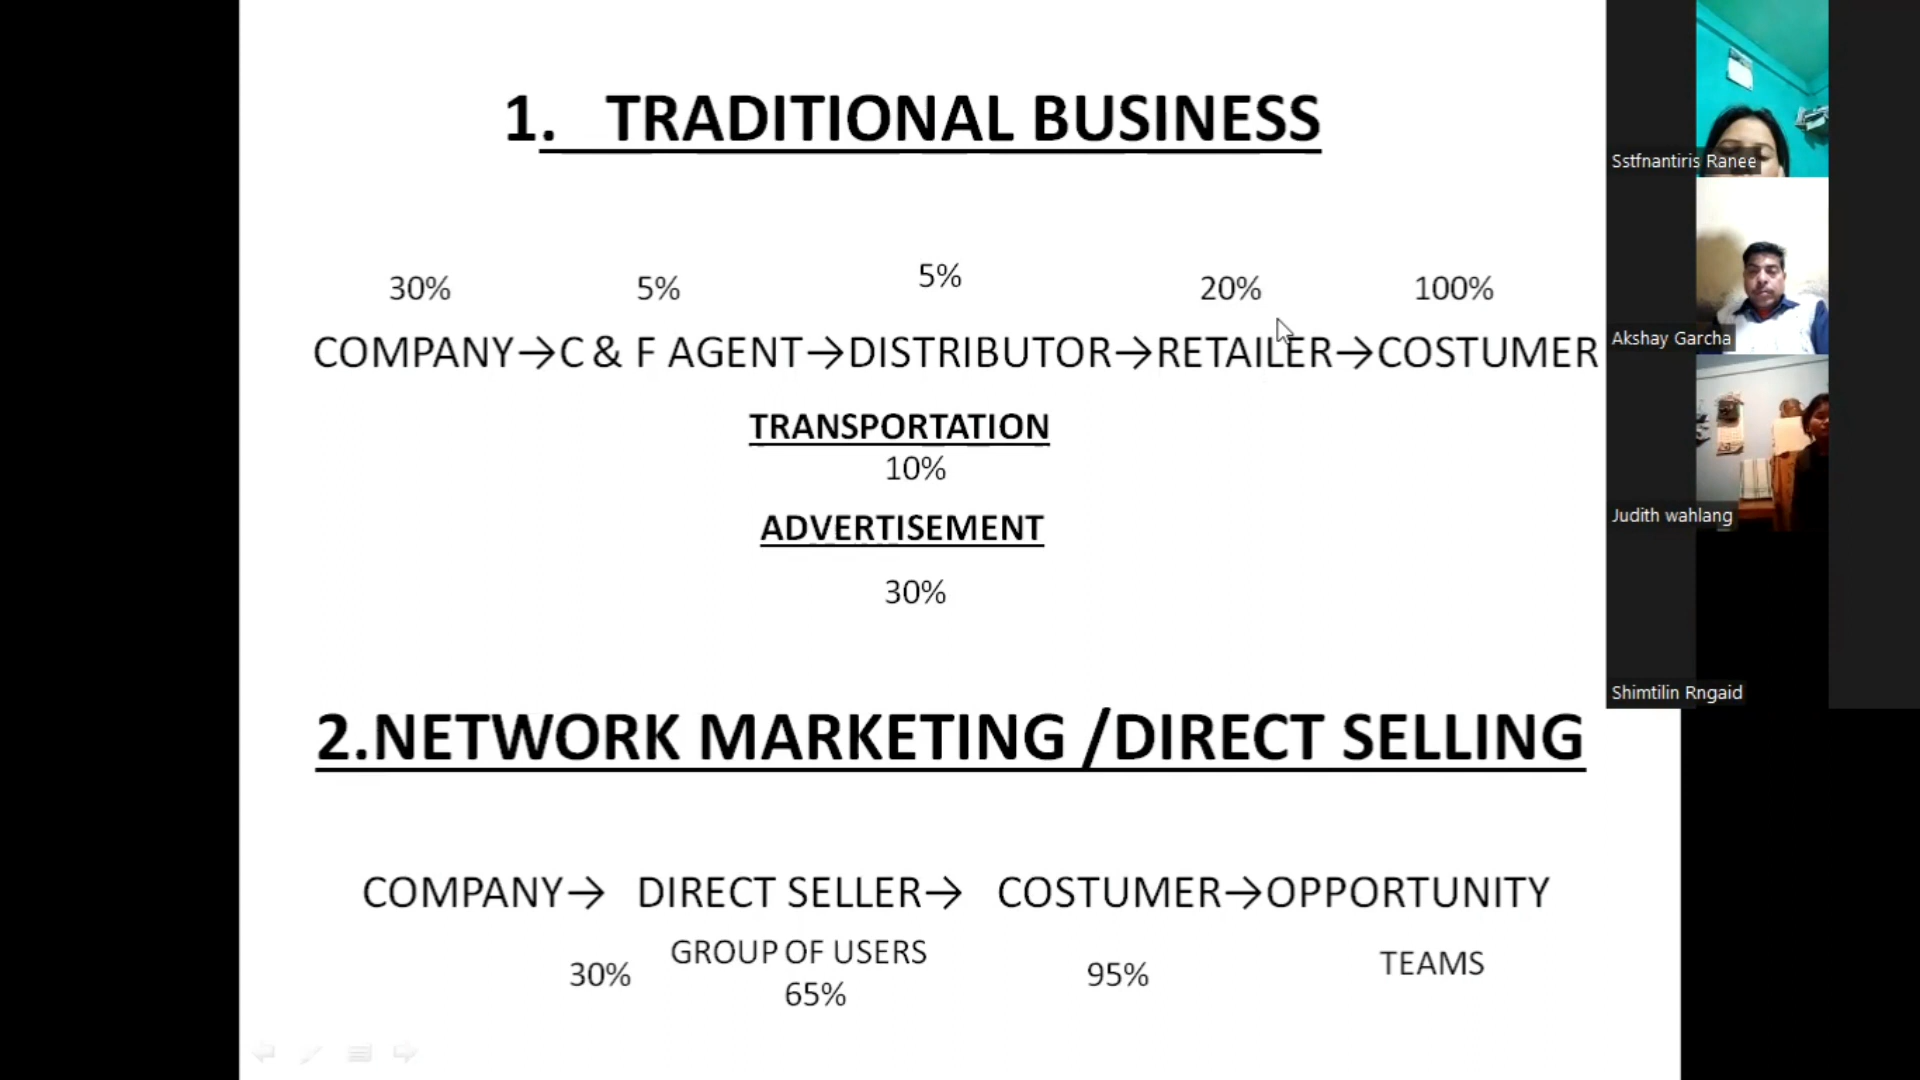 1. TRADITIONAL BUSINESS
30% 5% 5% 20% 100%
COMPANY→C & F AGENT→DISTRIBUTOR→RETAILER→COSTUMER
TRANSPORTATION
10%
ADVERTISEMENT
30%
2.NETWORK MARKETING /DIRECT SELLING
COMPANY→ DIRECT SELLER→ COSTUMER→OPPORTUNITY
GROUP OF USERS TEAMS
30% 65% 95%
Sstfnantiris Ranee
Akshay Garcha
Judith wahlang
Shimtilin Rngaid